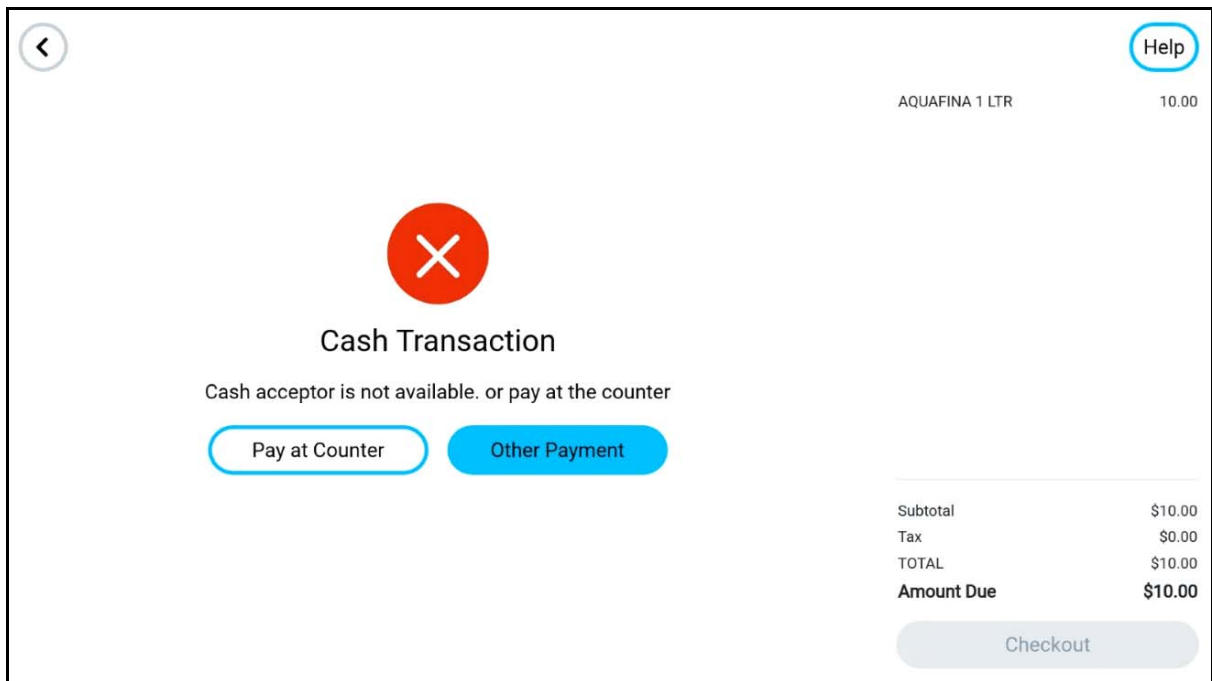 Help
AQUAFINA 1 LTR 10.00
Cash Transaction
Cash acceptor is not available. or pay at the counter
Pay at Counter Other Payment
Subtotal $10.00
Tax $0.00
TOTAL $10.00
Amount Due $10.00
Checkout